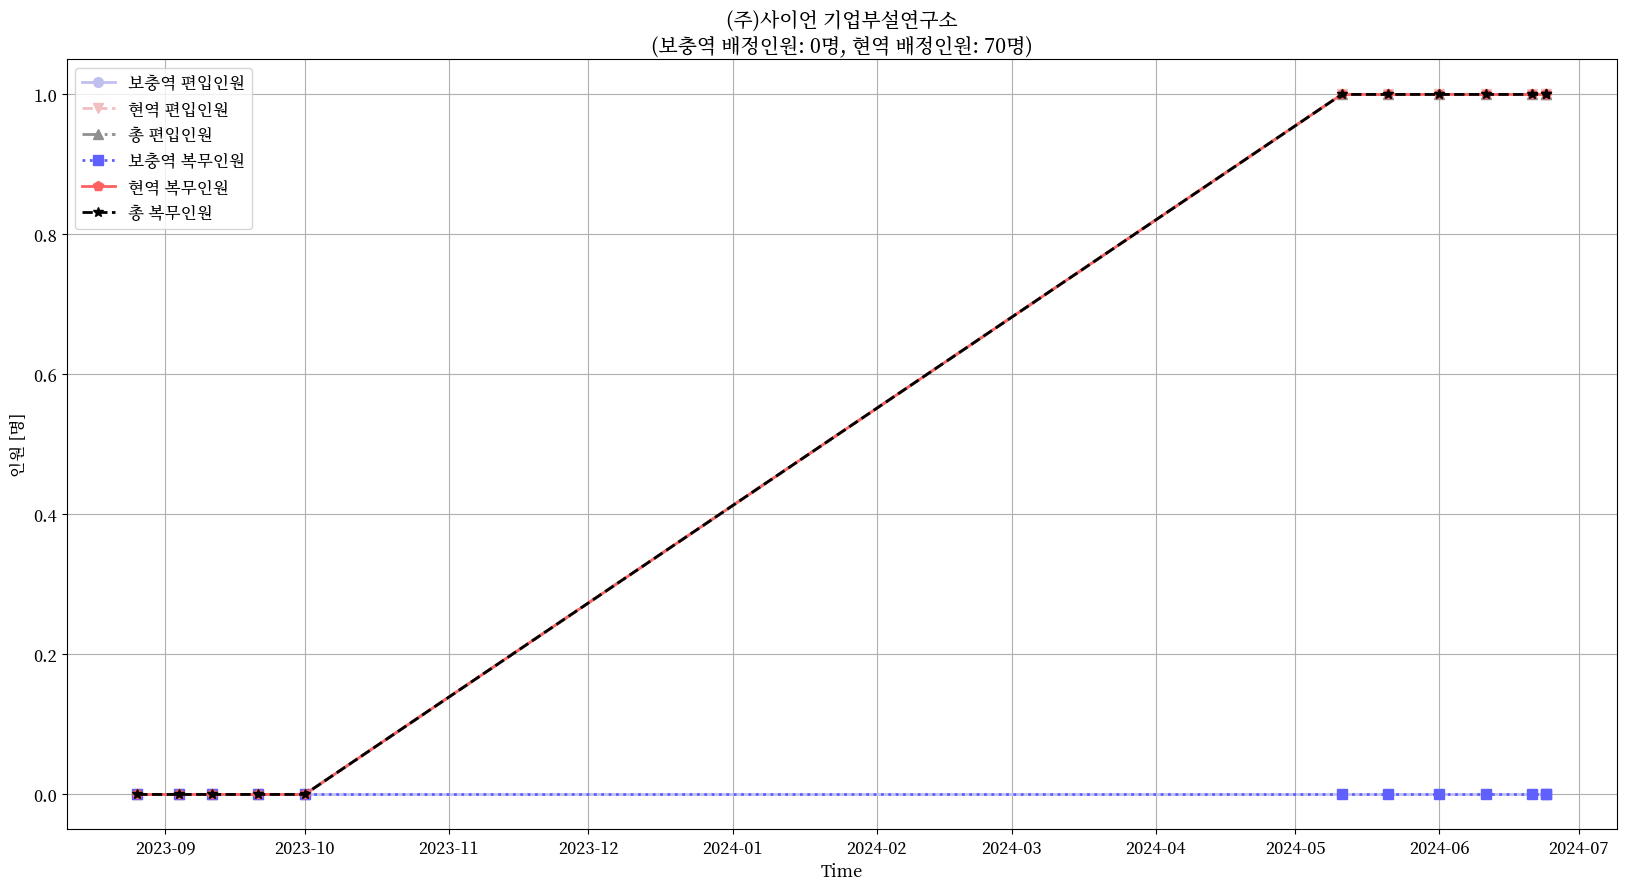 (주)사이언 기업부설연구소
(보충역 배정인원: 0명, 현역 배정인원: 70명)
보충역 편입인원
현역 편입인원
총 편입인원
보충역 복무인원
현역 복무인원
총 복무인원
1.0
0.8
0.6
0.4
0.2
0.0
인원 [명]
2023-09 2023-10 2023-11 2023-12 2024-01 2024-02 2024-03 2024-04 2024-05 2024-06 2024-07
Time